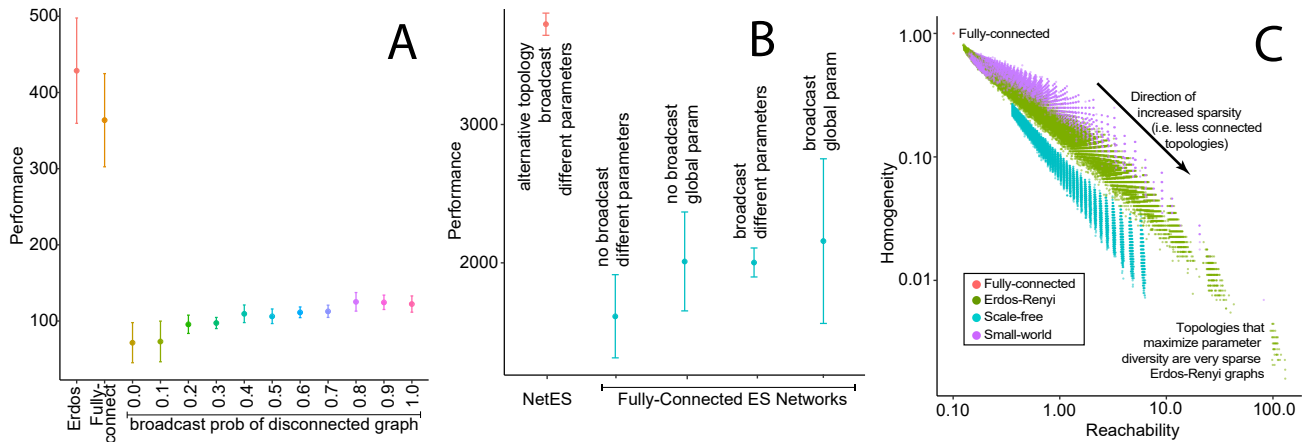 A
Performance
500
400
300
200
100
Erdos
Fully-
connect
0.0
0.1
0.2
0.3
0.4
0.5
0.6
0.7
0.8
0.9
1.0
broadcast prob of disconnected graph
B
Performance
3000
2000
alternative topology
broadcast
different parameters
no broadcast
different parameters
no broadcast
global param
broadcast
different parameters
broadcast
global param
NetES
Fully-Connected ES Networks
C
Homogeneity
1.00
0.10
0.01
Fully-connected
Direction of
increased sparsity
(i.e. less connected
topologies)
Fully-connected
Erdos-Renyi
Scale-free
Small-world
Topologies that
maximize parameter
diversity are very sparse
Erdos-Renyi graphs
0.10
1.00
10.0
100.0
Reachability